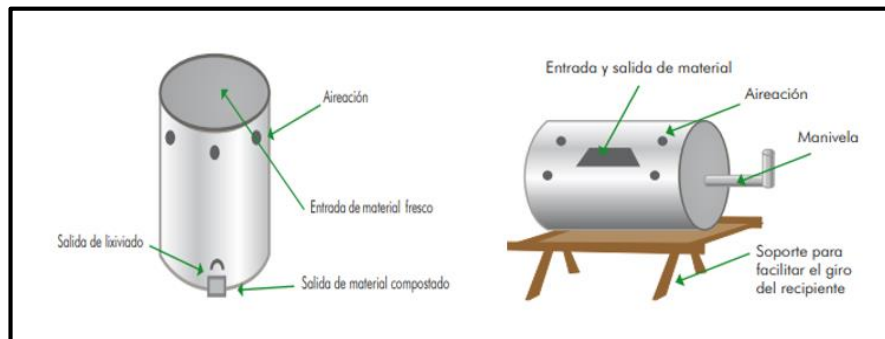 Aireación
Entrada de material fresco
Salida de lixiviado
Salida de material compostado
Entrada y salida de material
Aireación
Manivela
Soporte para
facilitar el giro
del recipiente